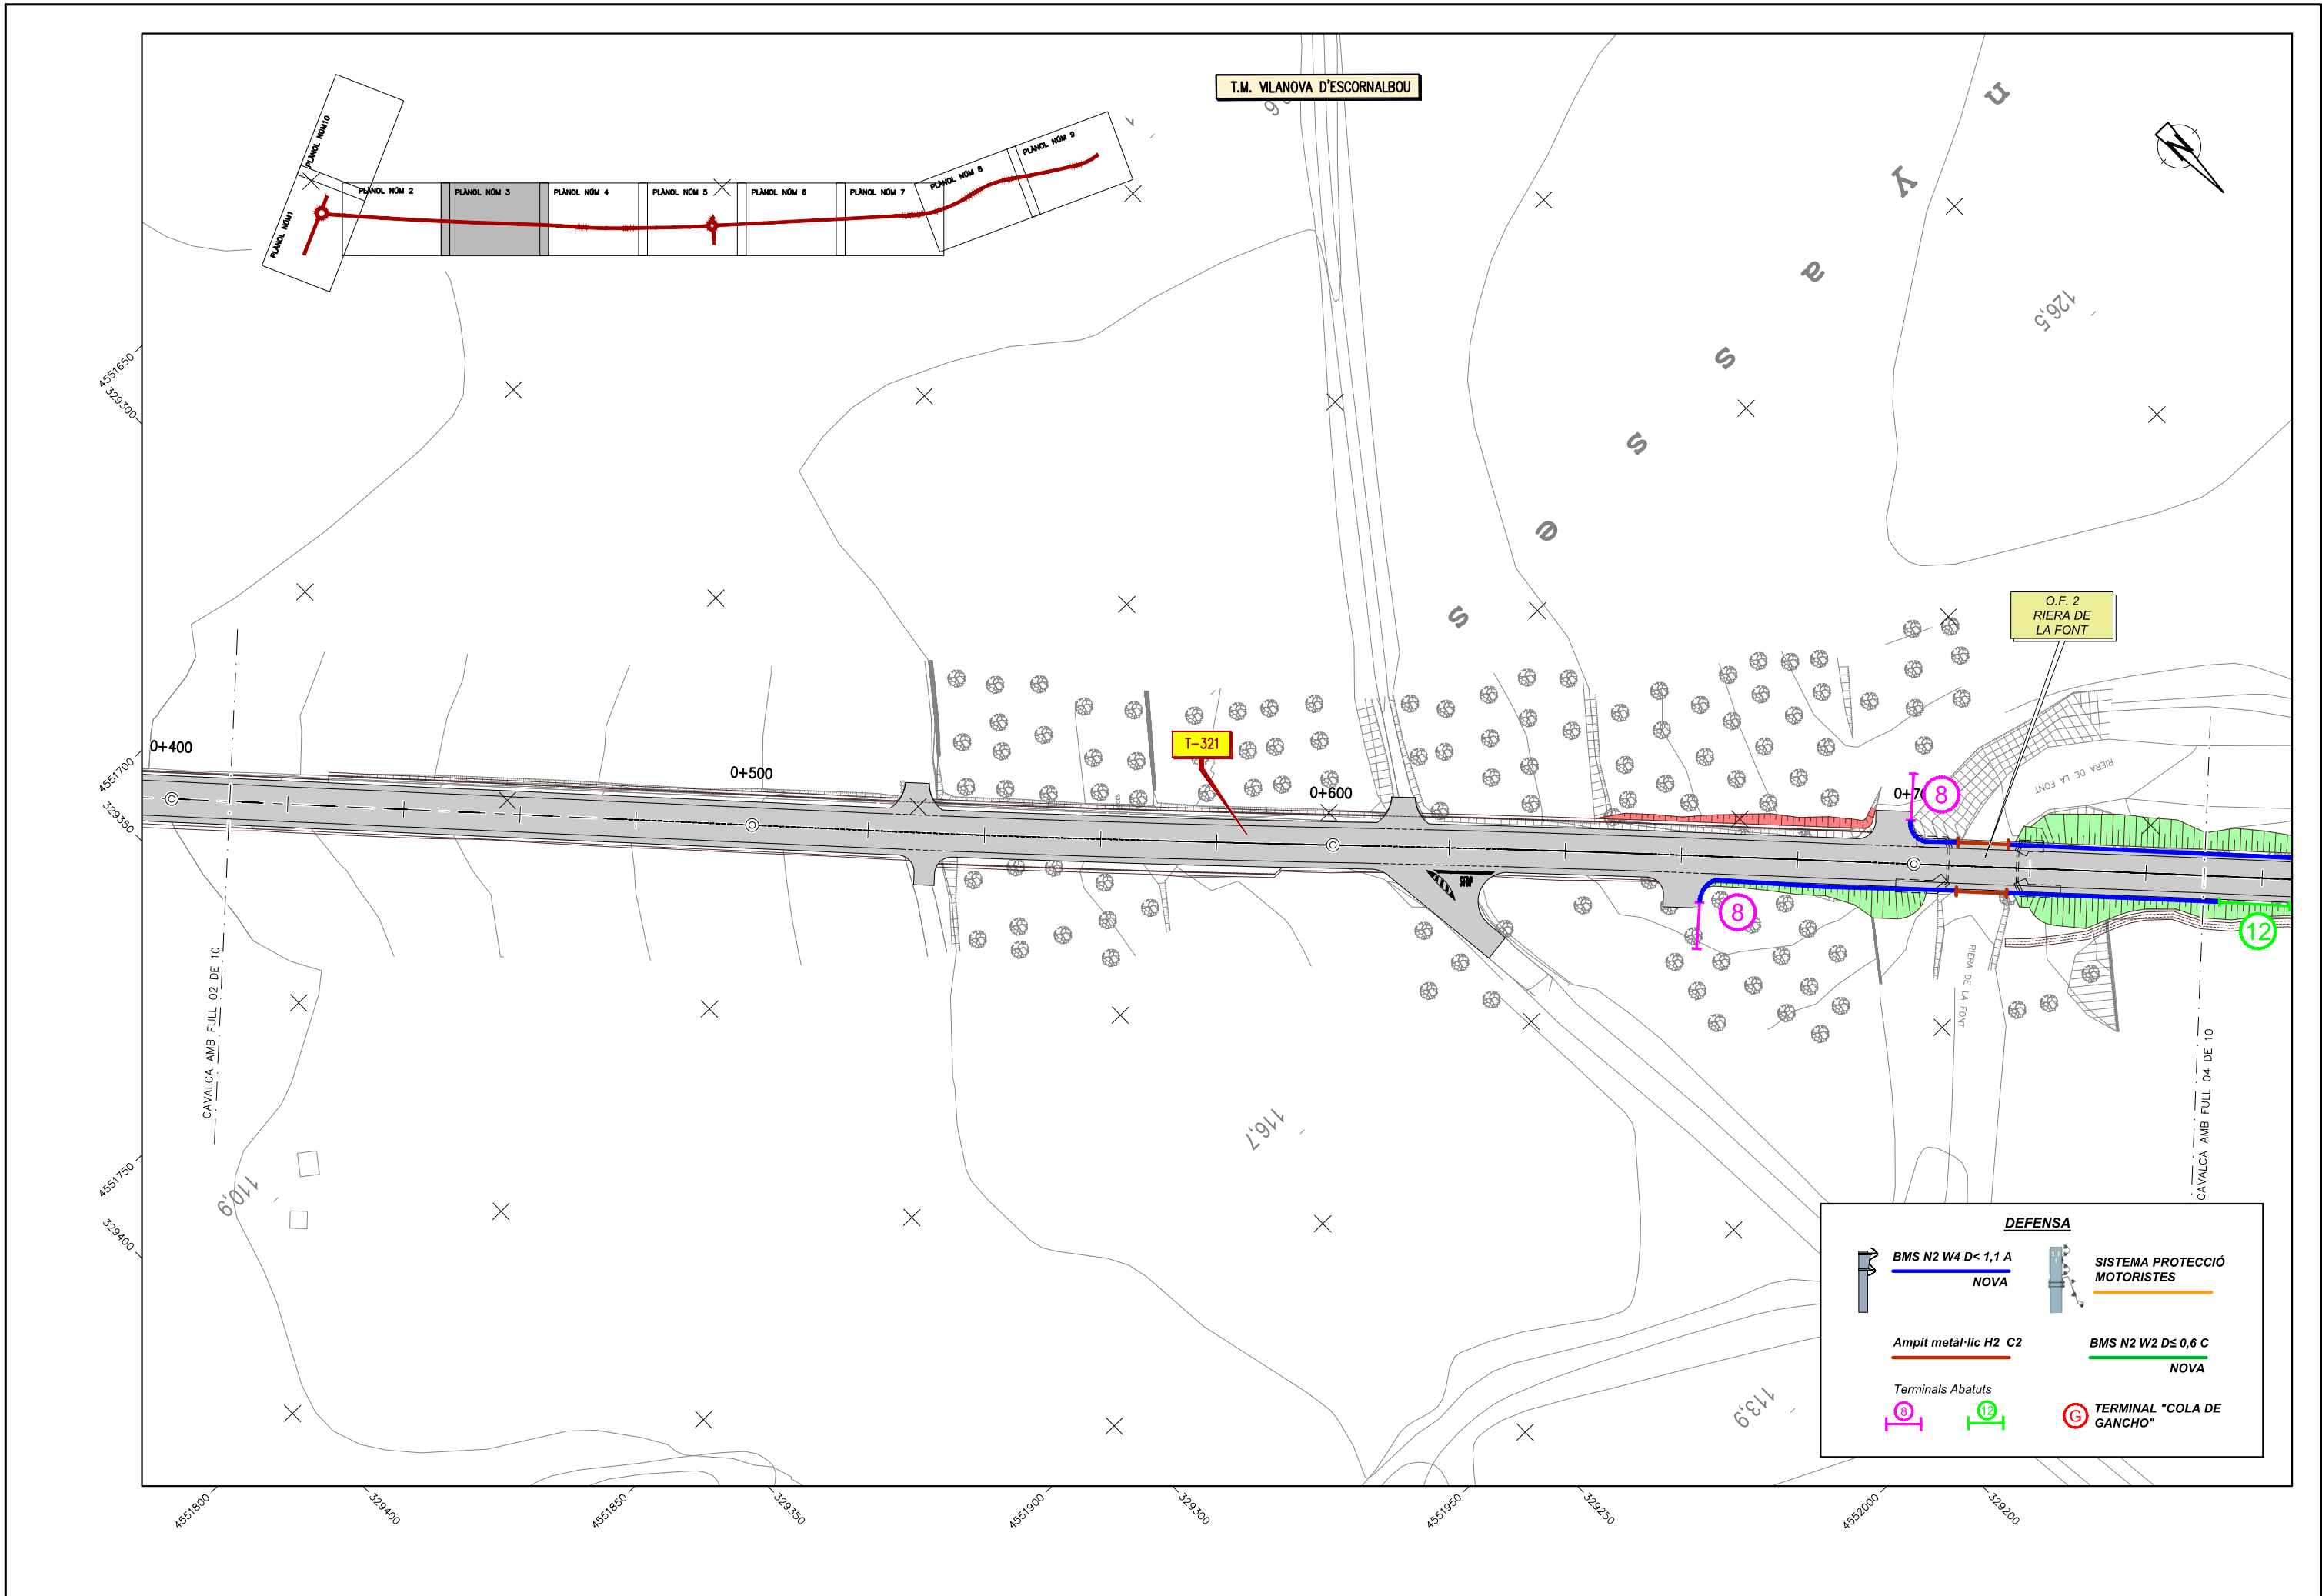 T.M. VILANOVA D'ESCORNALBOU
PLÀNOL NÚM10
PLÀNOL NÚM1
PLÀNOL NÚM 2
PLÀNOL NÚM 3
PLÀNOL NÚM 4
PLÀNOL NÚM 5
PLÀNOL NÚM 6
PLÀNOL NÚM 7
PLÀNOL NÚM 8
PLÀNOL NÚM 9
N
s e s s a y u
126,5
4551650
329300
O.F. 2
RIERA DE
LA FONT
RIERA DE LA FONT
4551700
329350
0+400
0+500
T-321
0+600
0+70
8
STOP
8
12
RIERA DE LA FONT
CAVALCA AMB FULL 02 DE 10
CAVALCA AMB FULL 04 DE 10
116,7
110,9
113,9
4551750
329400
DEFENSA
BMS N2 W4 D< 1,1 A
NOVA
SISTEMA PROTECCIÓ
MOTORISTES
Ampit metàl·lic H2 C2
BMS N2 W2 D≤ 0,6 C
NOVA
Terminals Abatuts
8
12
G
TERMINAL "COLA DE
GANCHO"
4551800
329400
4551850
329350
4551900
329300
4551950
329250
4552000
329200